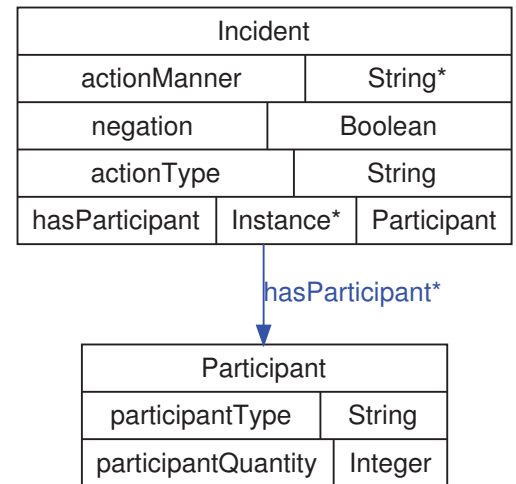 Incident
actionManner String*
negation Boolean
actionType String
hasParticipant Instance* Participant
hasParticipant*
Participant
participantType String
participantQuantity Integer